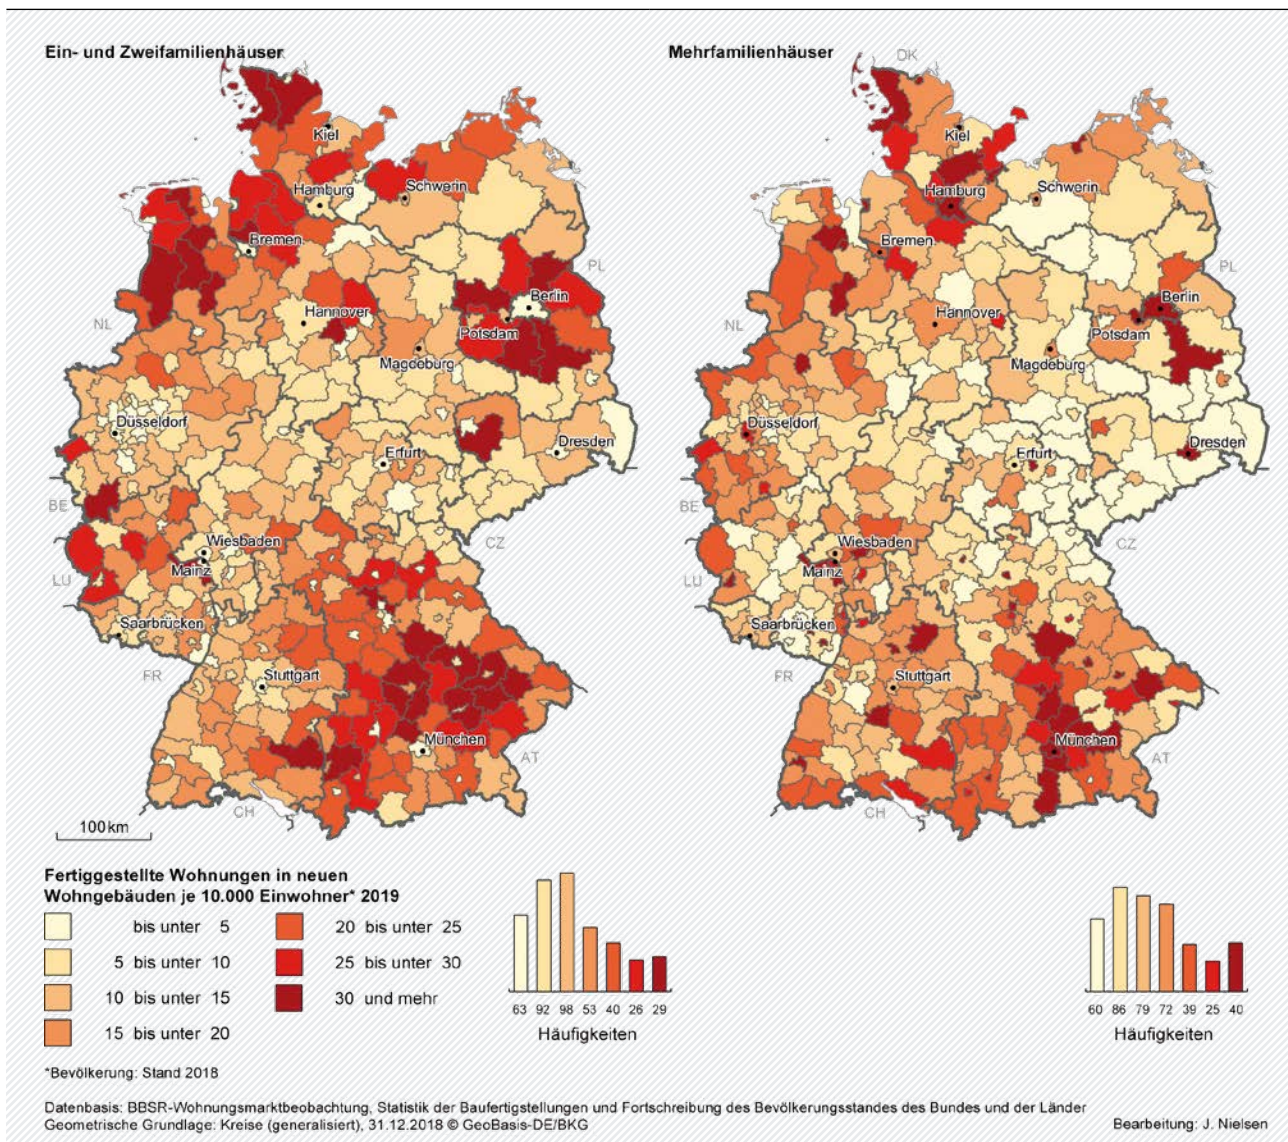 Ein- und Zweifamilienhäuser
Kiel
Hamburg
Schwerin
Bremen
PL
Berlin
NL
Hannover
Potsdam
Magdeburg
Düsseldorf
Dresden
Erfurt
BE
Wiesbaden
CZ
LU
Mainz
Saarbrücken
FR
Stuttgart
München
AT
CH
100 km
Mehrfamilienhäuser
DK
Kiel
Hamburg
Schwerin
Bremen
PL
Berlin
NL
Hannover
Potsdam
Magdeburg
Düsseldorf
Dresden
Erfurt
BE
Wiesbaden
CZ
LU
Mainz
Saarbrücken
FR
Stuttgart
München
AT
CH
Fertiggestellte Wohnungen in neuen
Wohngebäuden je 10.000 Einwohner* 2019
bis unter 5
5 bis unter 10
10 bis unter 15
15 bis unter 20
20 bis unter 25
25 bis unter 30
30 und mehr
63 92 98 53 40 26 29
Häufigkeiten
60 86 79 72 39 25 40
Häufigkeiten
*Bevölkerung: Stand 2018
Datenbasis: BBSR-Wohnungsmarktbeobachtung, Statistik der Baufertigstellungen und Fortschreibung des Bevölkerungsstandes des Bundes und der Länder
Geometrische Grundlage: Kreise (generalisiert), 31.12.2018 © GeoBasis-DE/BKG
Bearbeitung: J. Nielsen